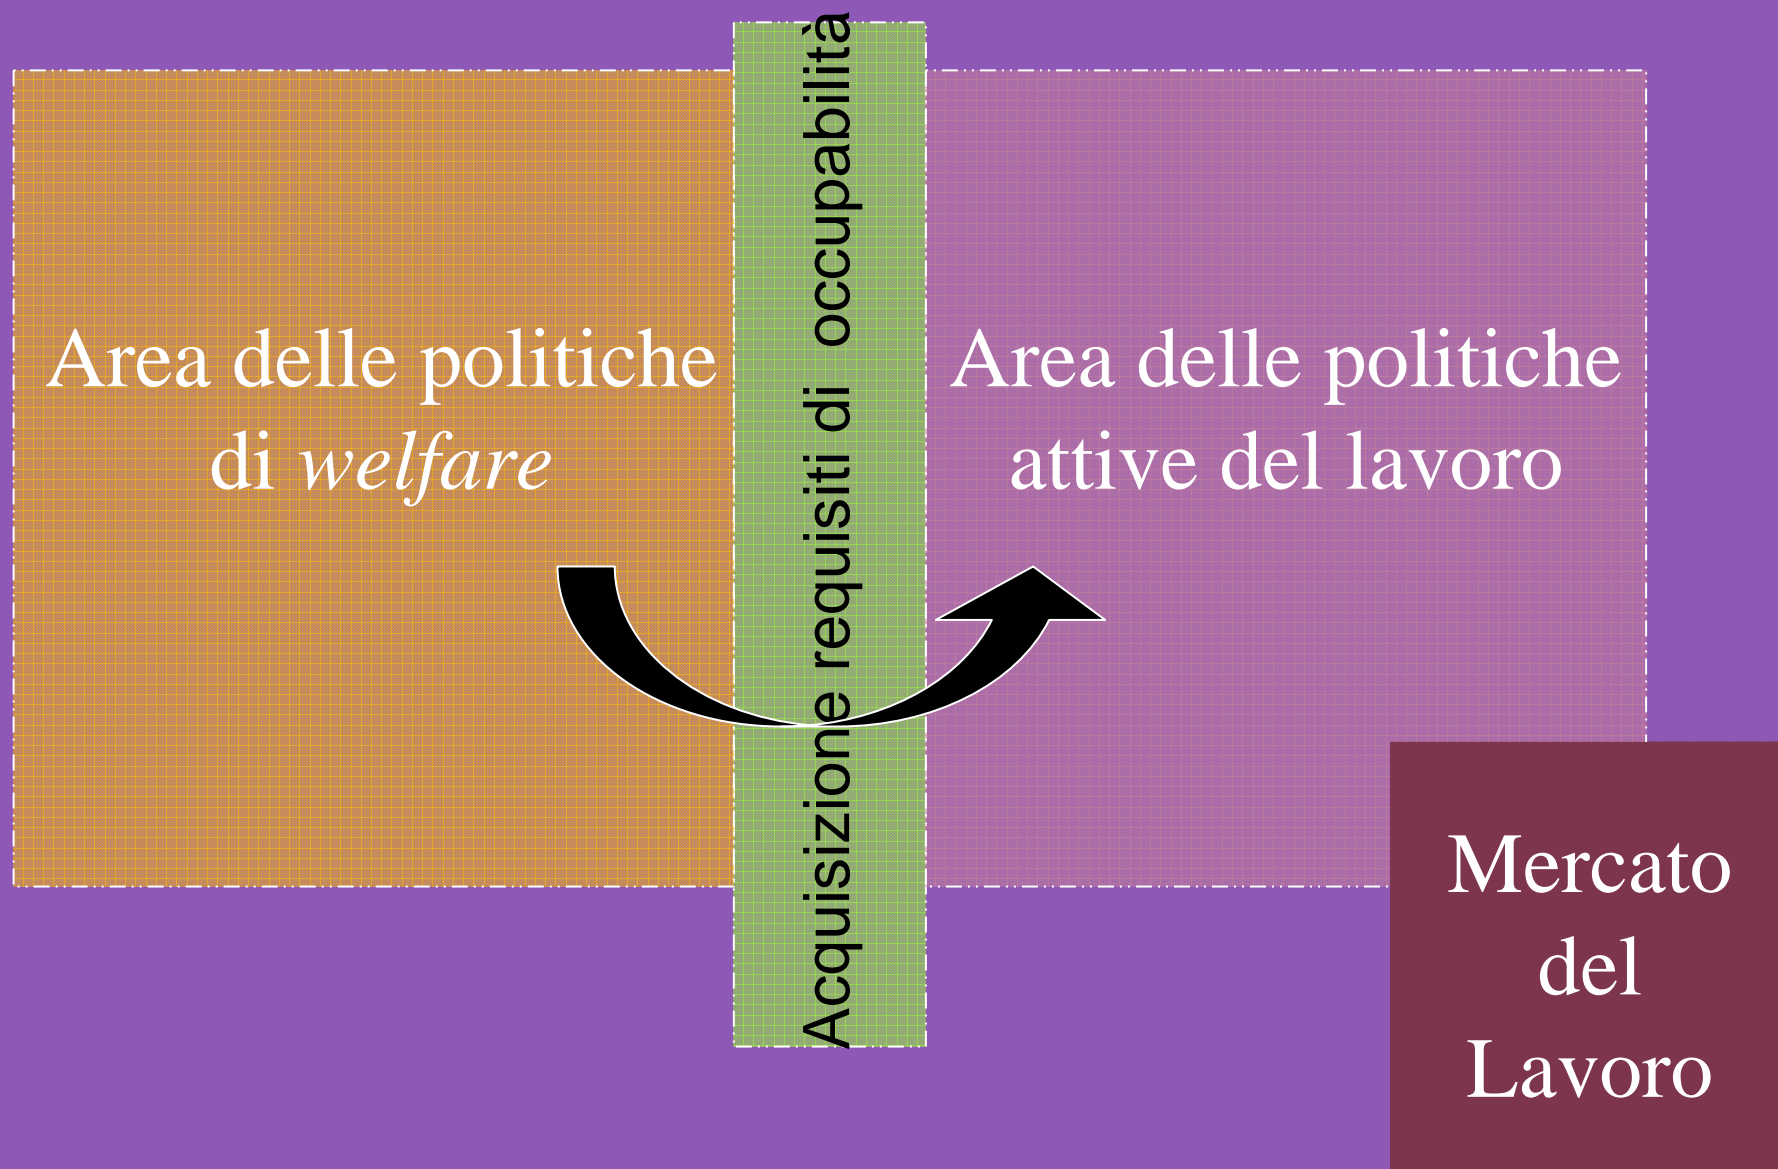 Area delle politiche
di welfare
Acquisizione requisiti di occupabilità
Area delle politiche
attive del lavoro
Mercato
del
Lavoro